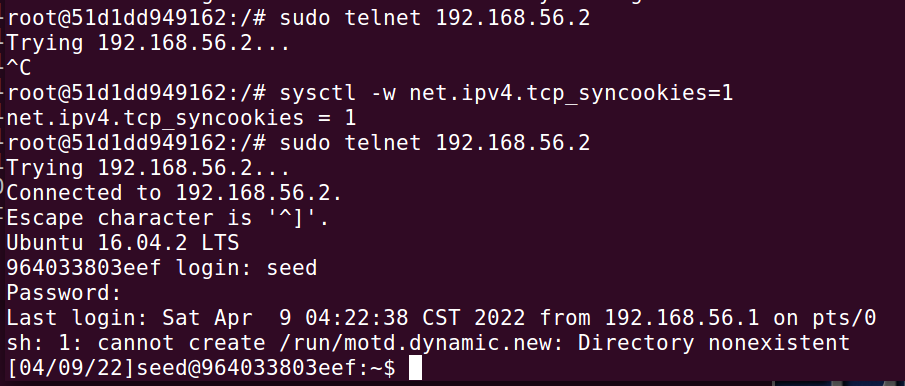 root@51d1dd949162:/# sudo telnet 192.168.56.2
Trying 192.168.56.2...
^C
root@51d1dd949162:/# sysctl -w net.ipv4.tcp_syncookies=1
net.ipv4.tcp_syncookies = 1
root@51d1dd949162:/# sudo telnet 192.168.56.2
Trying 192.168.56.2...
Connected to 192.168.56.2.
Escape character is '^]'.
Ubuntu 16.04.2 LTS
964033803eef login: seed
Password:
Last login: Sat Apr  9 04:22:38 CST 2022 from 192.168.56.1 on pts/0
sh: 1: cannot create /run/motd.dynamic.new: Directory nonexistent
[04/09/22]seed@964033803eef:~$